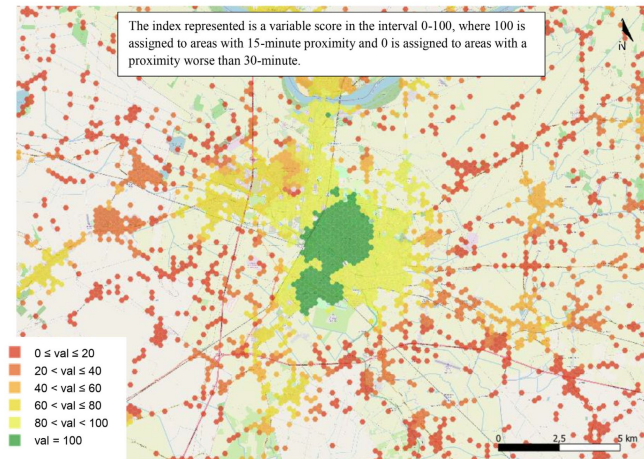 The index represented is a variable score in the interval 0-100, where 100 is
assigned to areas with 15-minute proximity and 0 is assigned to areas with a
proximity worse than 30-minute.
N
0 ≤ val ≤ 20
20 < val ≤ 40
40 < val ≤ 60
60 < val ≤ 80
80 < val < 100
val = 100
0 2,5 5 km